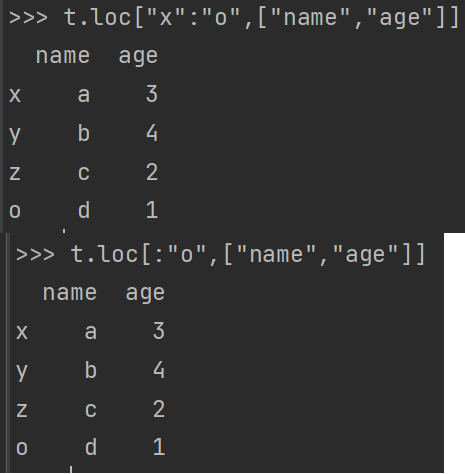 >>> t.loc["x":"o",["name","age"]]
  name  age
x    a    3
y    b    4
z    c    2
o    d    1
>>> t.loc[:"o",["name","age"]]
  name  age
x    a    3
y    b    4
z    c    2
o    d    1